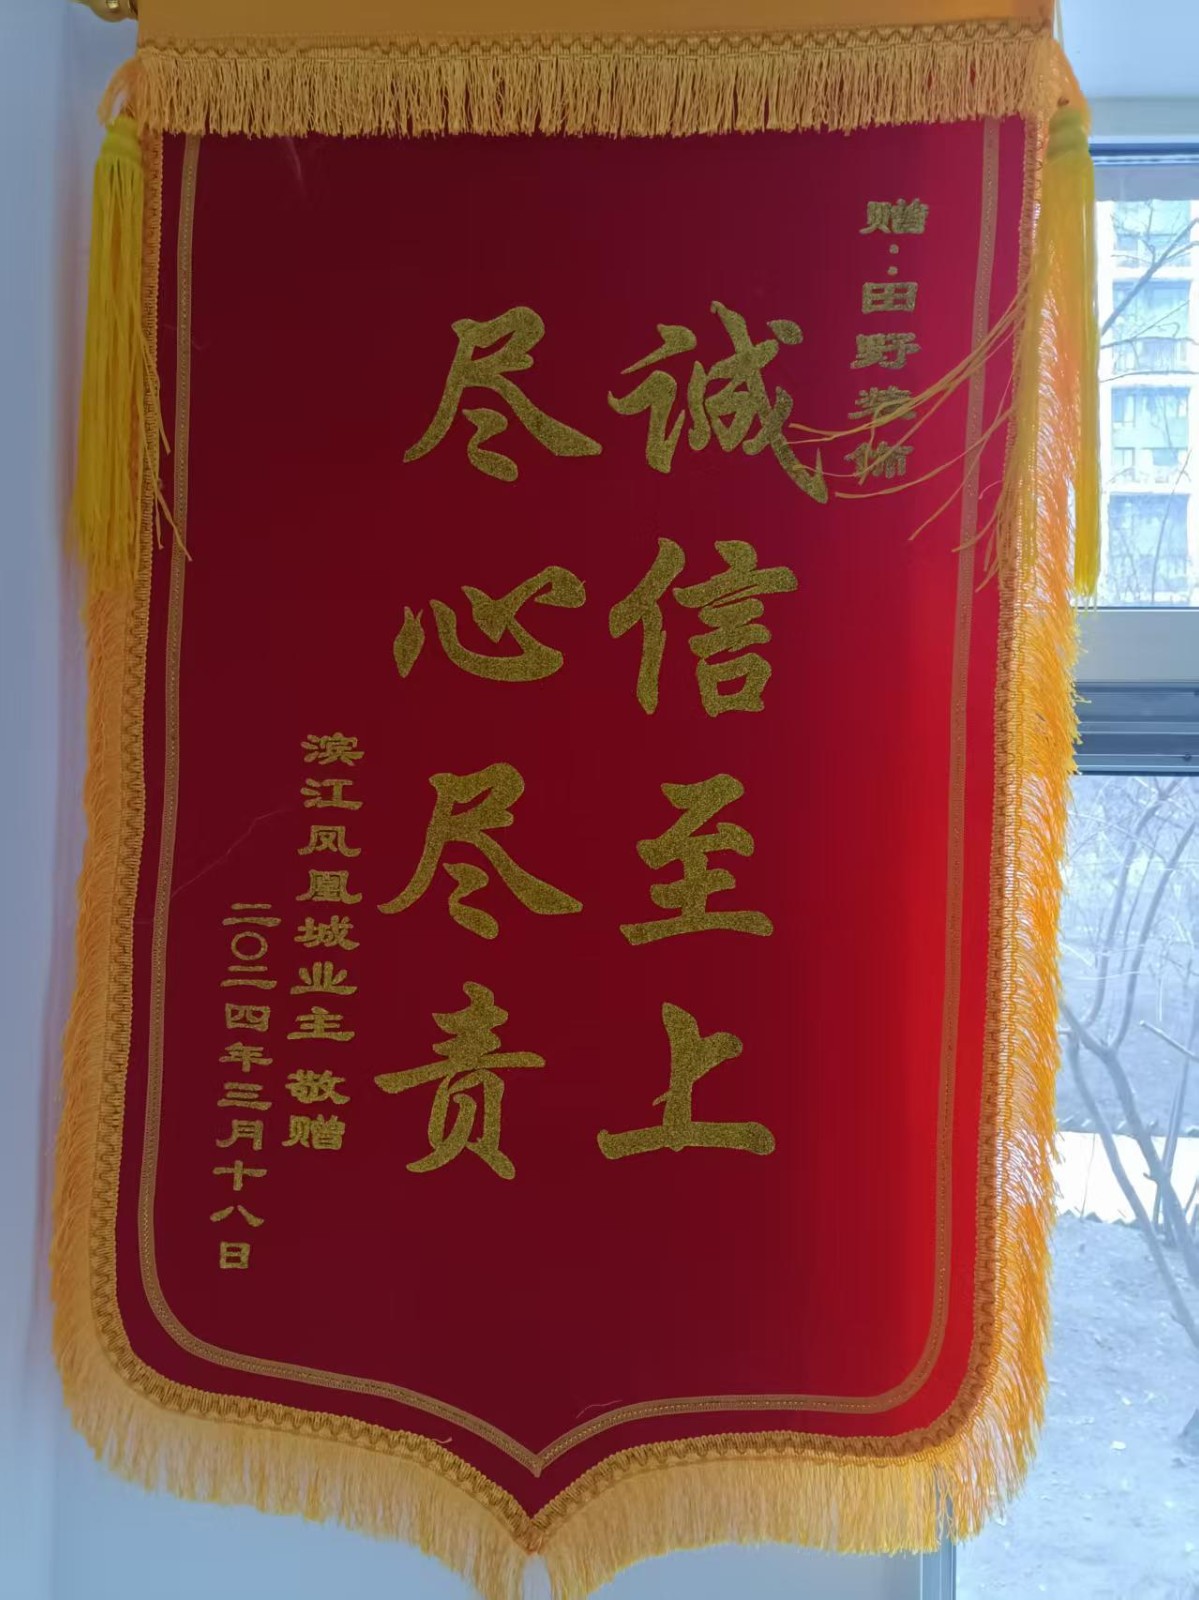 赠：田野装饰
诚信至上
尽心尽责
滨江凤凰城业主 敬赠
二〇二四年三月十八日